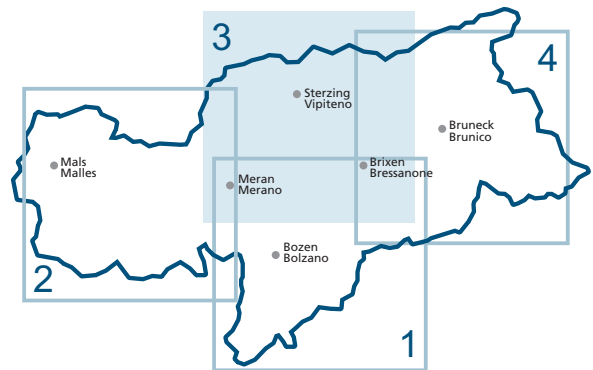 3
4
Sterzing
Vipiteno
Bruneck
Brunico
Mals
Malles
Brixen
Bressanone
Meran
Merano
Bozen
Bolzano
2
1